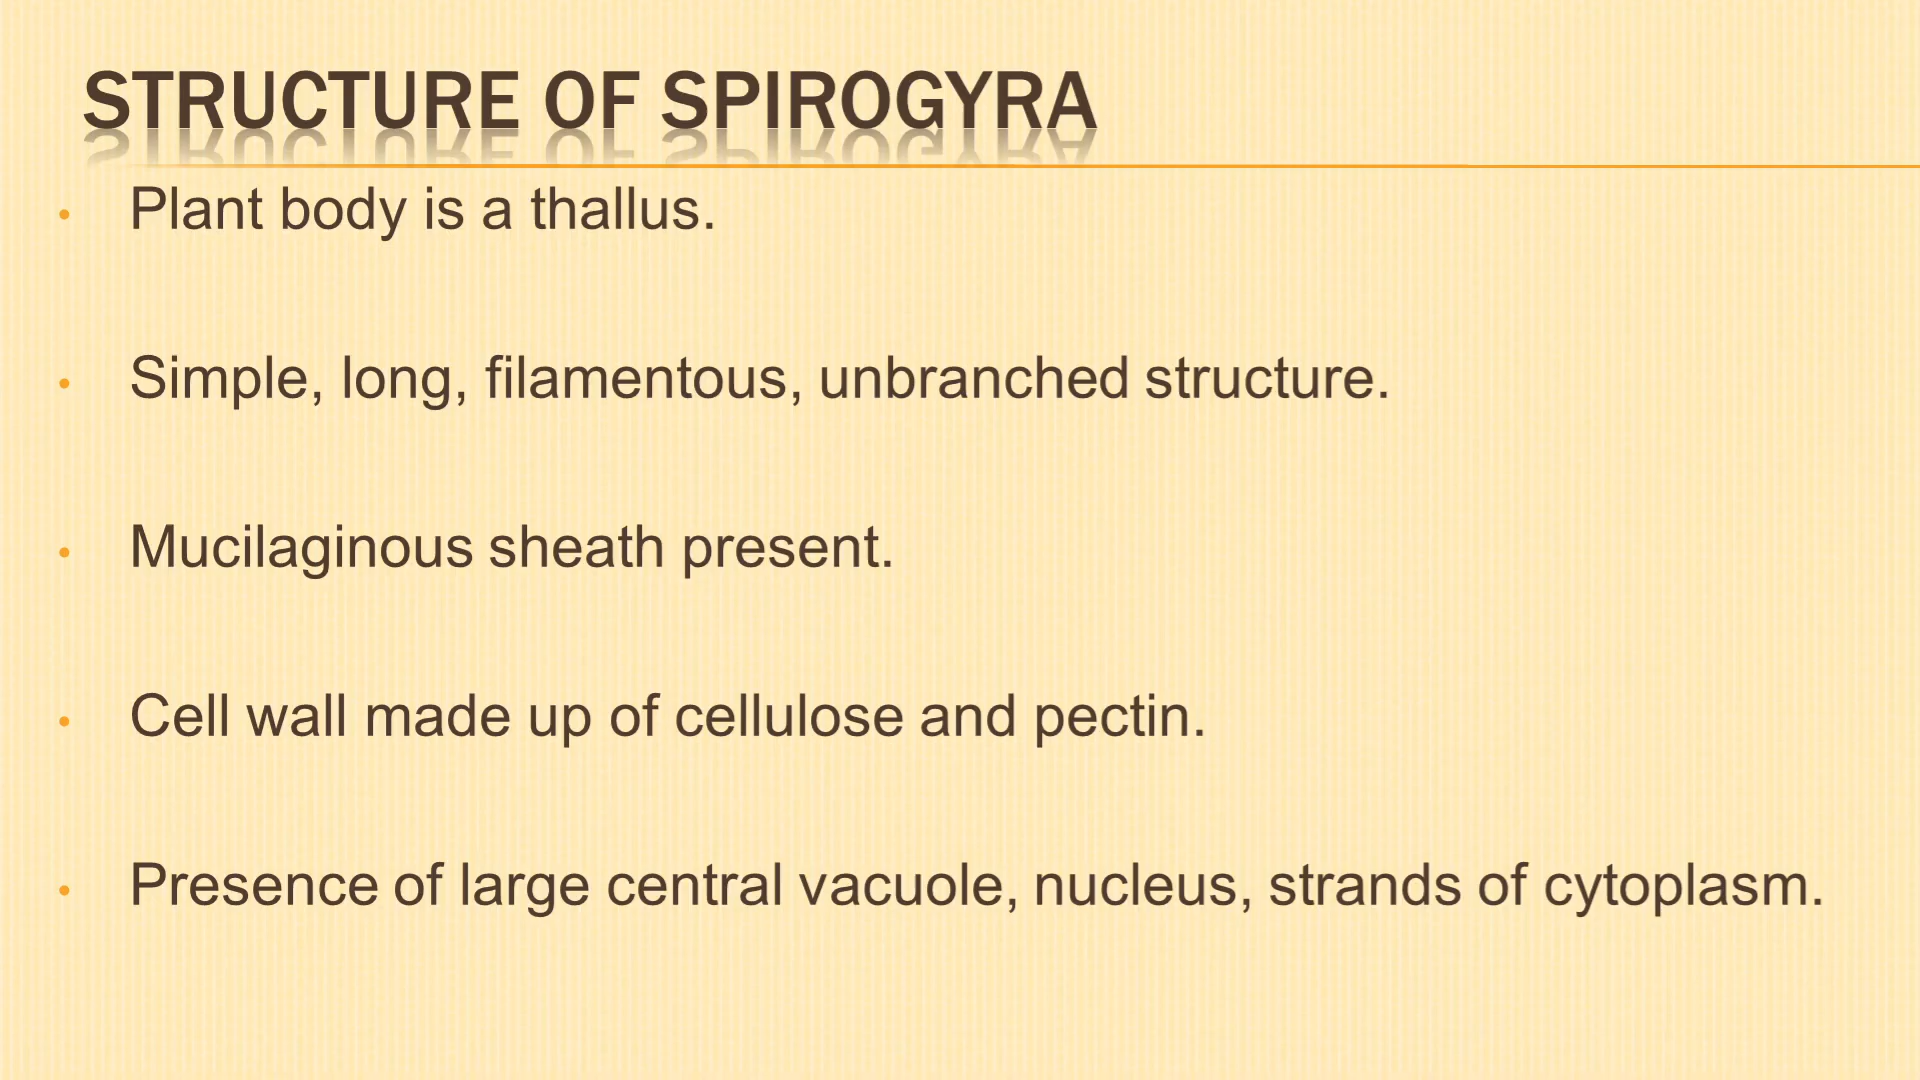 STRUCTURE OF SPIROGYRA
• Plant body is a thallus.
• Simple, long, filamentous, unbranched structure.
• Mucilaginous sheath present.
• Cell wall made up of cellulose and pectin.
• Presence of large central vacuole, nucleus, strands of cytoplasm.